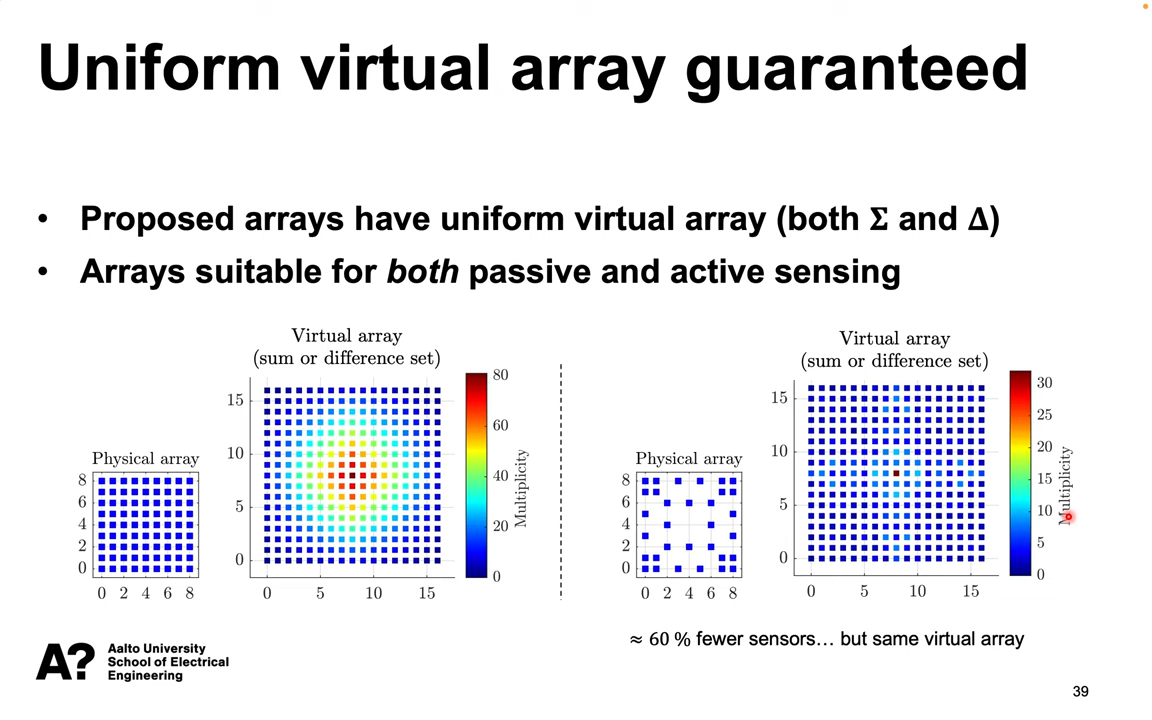 Uniform virtual array guaranteed
• Proposed arrays have uniform virtual array (both Σ and Δ)
• Arrays suitable for both passive and active sensing
Virtual array
(sum or difference set)
15
10
5
0
0 5 10 15
80
60
40
20
0
Multiplicity
Physical array
8
6
4
2
0
0 2 4 6 8
Virtual array
(sum or difference set)
15
10
5
0
0 5 10 15
30
25
20
15
10
5
0
Multiplicity
Physical array
8
6
4
2
0
0 2 4 6 8
≈ 60 % fewer sensors... but same virtual array
A?
Aalto University
School of Electrical
Engineering
39